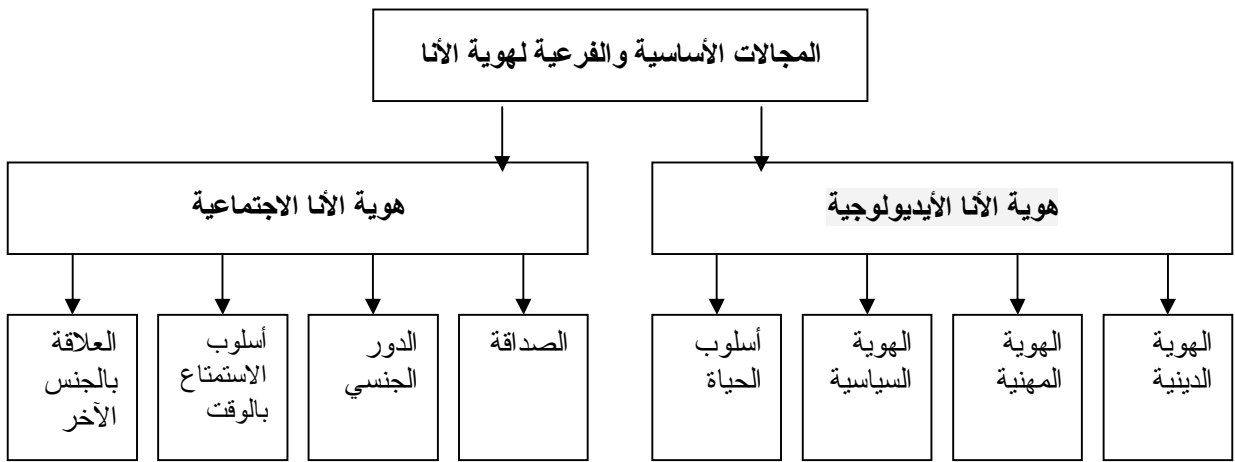 المجالات الأساسية والفرعية لهوية الأنا
هوية الأنا الأيديولوجية
هوية الأنا الاجتماعية
الهوية
الدينية
الهوية
المهنية
الهوية
السياسية
أسلوب
الحياة
الصداقة
الدور
الجنسي
أسلوب
الاستمتاع
بالوقت
العلاقة
بالجنس
الآخر